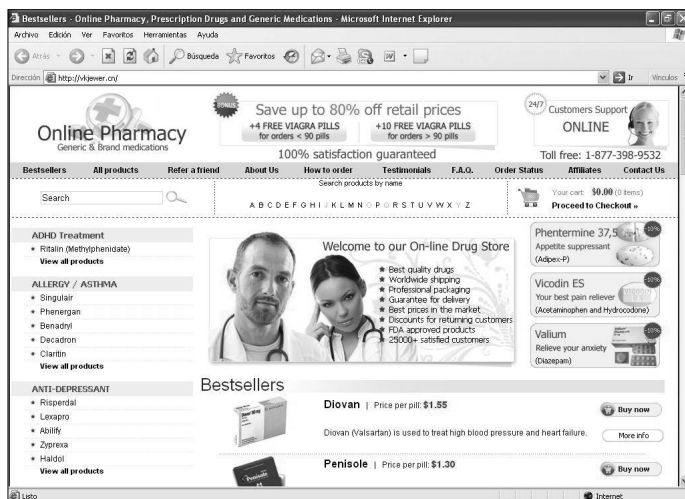 Bestsellers - Online Pharmacy, Prescription Drugs and Generic Medications - Microsoft Internet Explorer
Archivo Edición Ver Favoritos Herramientas Ayuda
Atrás Búsqueda Favoritos
Dirección http://vkjewer.cn/ Ir Vínculos
Online Pharmacy
Generic & Brand medications
BONUS
Save up to 80% off retail prices
+4 FREE VIAGRA PILLS
for orders < 90 pills
+10 FREE VIAGRA PILLS
for orders > 90 pills
100% satisfaction guaranteed
24/7
Customers Support
ONLINE
Toll free: 1-877-398-9532
Bestsellers All products Refer a friend About Us How to order Testimonials F.A.Q. Order Status Affiliates Contact Us
Search
Search products by name
A B C D E F G H I J K L M N O P Q R S T U V W X Y Z
Your cart: $0.00 (0 items)
Proceed to Checkout »
ADHD Treatment
Ritalin (Methylphenidate)
View all products
ALLERGY / ASTHMA
Singulair
Phenergan
Benadryl
Decadron
Claritin
View all products
ANTI-DEPRESSANT
Risperdal
Lexapro
Abilify
Zyprexa
Haldol
View all products
Welcome to our On-line Drug Store
Best quality drugs
Worldwide shipping
Professional packaging
Guarantee for delivery
Best prices in the market
Discounts for returning customers
FDA approved products
25000+ satisfied customers
Phentermine 37,5
-10%
Appetite suppressant
(Adipex-P)
Vicodin ES
-10%
Your best pain reliever
(Acetaminophen and Hydrocodone)
Valium
-10%
Relieve your anxiety
(Diazepam)
Bestsellers
Diovan | Price per pill: $1.55
Buy now
Diovan (Valsartan) is used to treat high blood pressure and heart failure.
More info
Penisole
Penisole | Price per pill: $1.30
Buy now
Listo
Internet